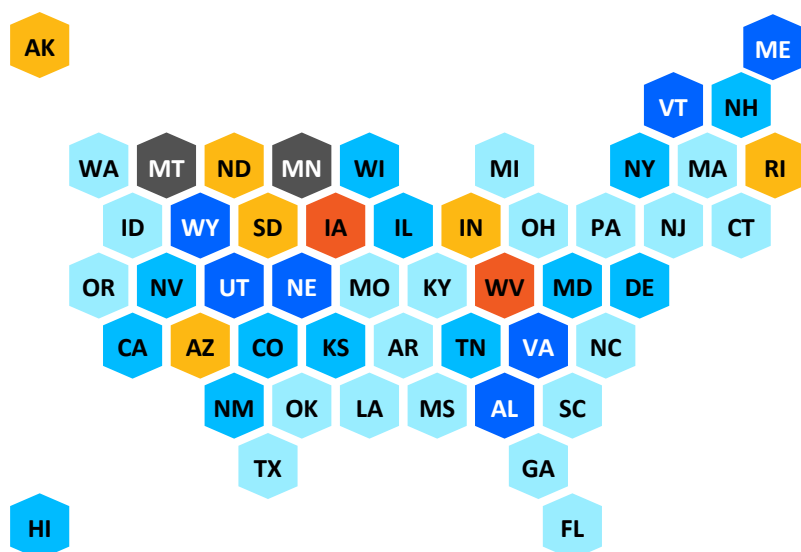 AK ME
VT NH
WA MT ND MN WI MI NY MA RI
ID WY SD IA IL IN OH PA NJ CT
OR NV UT NE MO KY WV MD DE
CA AZ CO KS AR TN VA NC
NM OK LA MS AL SC
TX GA
HI FL